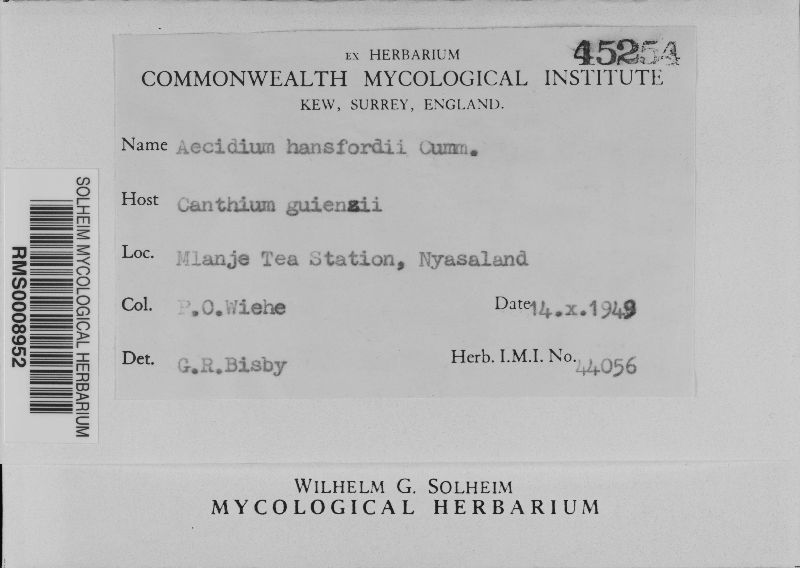 45254
EX HERBARIUM
COMMONWEALTH MYCOLOGICAL INSTITUTE
KEW, SURREY, ENGLAND.
Name Aecidium hansfordii Cumm.
Host Canthium guienzii
Loc. Mlanje Tea Station, Nyasaland
Col. P.O.Wiehe Date 14.x.1949
Det. G.R.Bisby Herb. I.M.I. No. 44056
SOLHEIM MYCOLOGICAL HERBARIUM
RMS0008952
WILHELM G. SOLHEIM
MYCOLOGICAL HERBARIUM